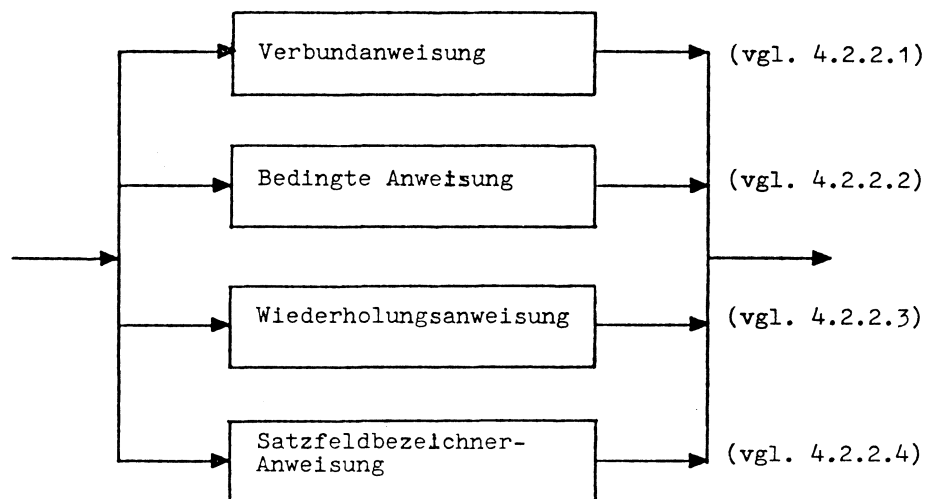 Verbundanweisung (vgl. 4.2.2.1)
Bedingte Anweisung (vgl. 4.2.2.2)
Wiederholungsanweisung (vgl. 4.2.2.3)
Satzfeldbezeichner-
Anweisung (vgl. 4.2.2.4)